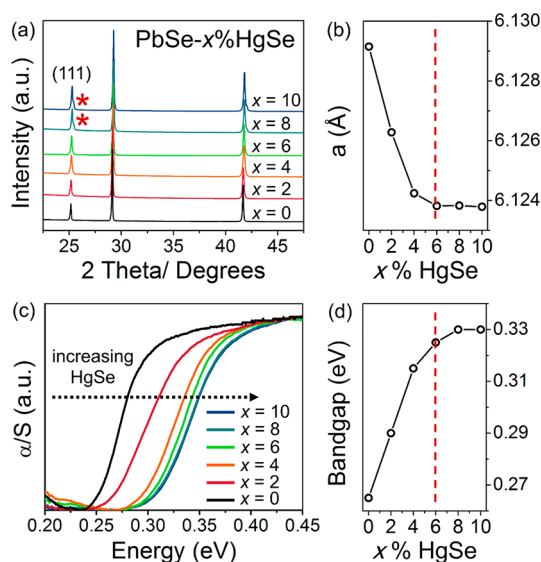 (a)
PbSe-x%HgSe
(111)
*
*
x = 10
x = 8
x = 6
x = 4
x = 2
x = 0
Intensity (a.u.)
25 30 35 40 45
2 Theta/ Degrees
(b)
6.130
6.128
6.126
6.124
a (Å)
0 2 4 6 8 10
x % HgSe
(c)
increasing
HgSe
x = 10
x = 8
x = 6
x = 4
x = 2
x = 0
α/S (a.u.)
0.20 0.25 0.30 0.35 0.40 0.45
Energy (eV)
(d)
0.33
0.31
0.29
0.27
Bandgap (eV)
0 2 4 6 8 10
x % HgSe